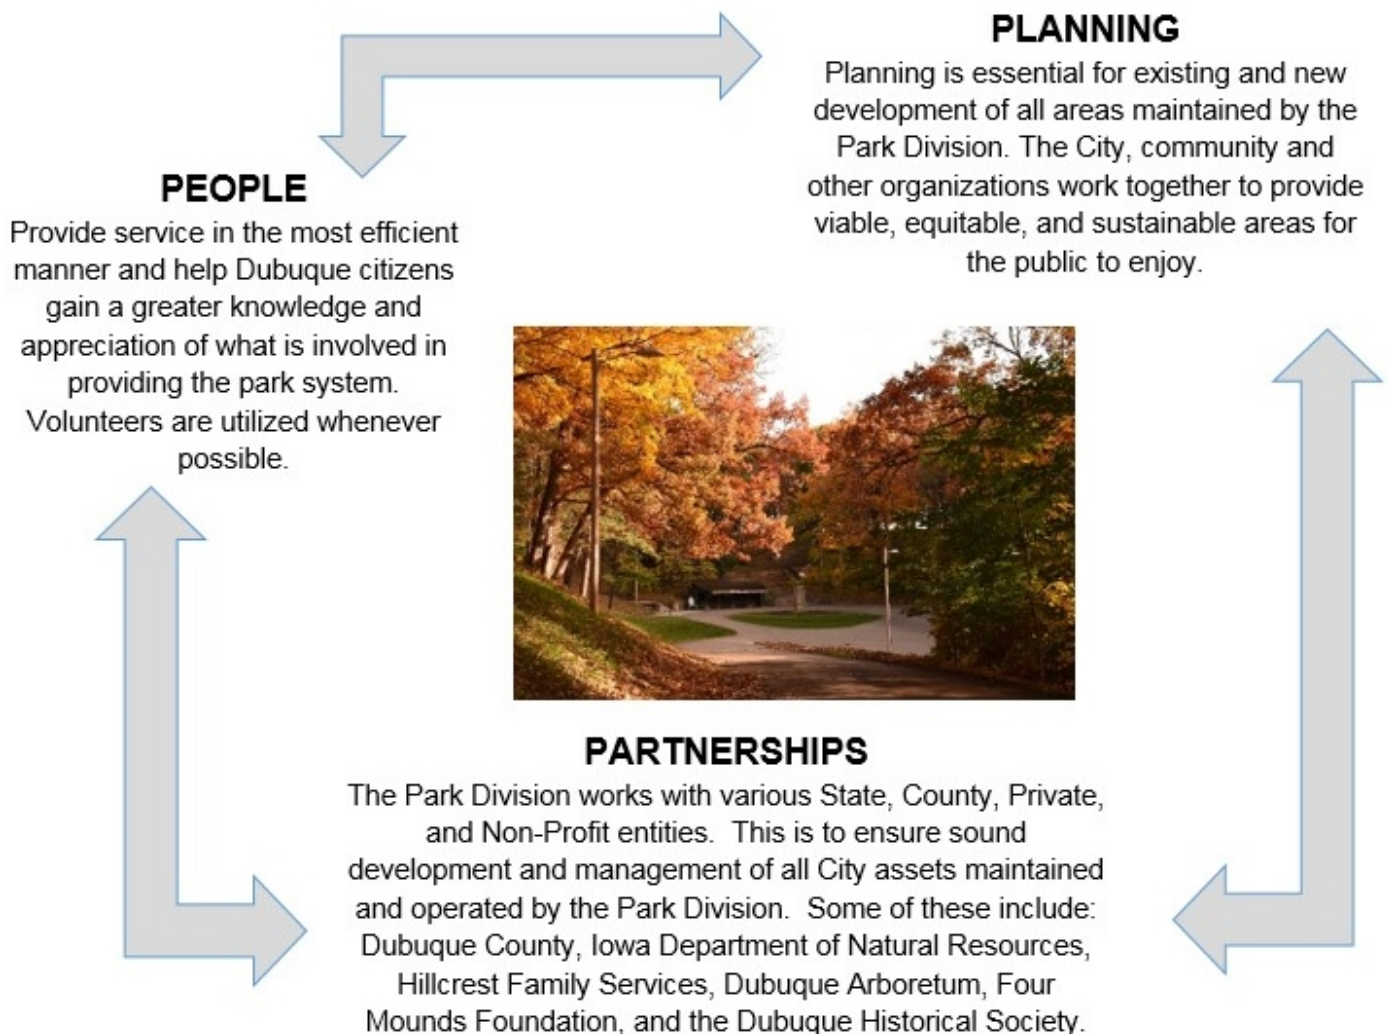 PLANNING
Planning is essential for existing and new
development of all areas maintained by the
Park Division. The City, community and
other organizations work together to provide
viable, equitable, and sustainable areas for
the public to enjoy.
PEOPLE
Provide service in the most efficient
manner and help Dubuque citizens
gain a greater knowledge and
appreciation of what is involved in
providing the park system.
Volunteers are utilized whenever
possible.
PARTNERSHIPS
The Park Division works with various State, County, Private,
and Non-Profit entities.  This is to ensure sound
development and management of all City assets maintained
and operated by the Park Division.  Some of these include:
Dubuque County, Iowa Department of Natural Resources,
Hillcrest Family Services, Dubuque Arboretum, Four
Mounds Foundation, and the Dubuque Historical Society.